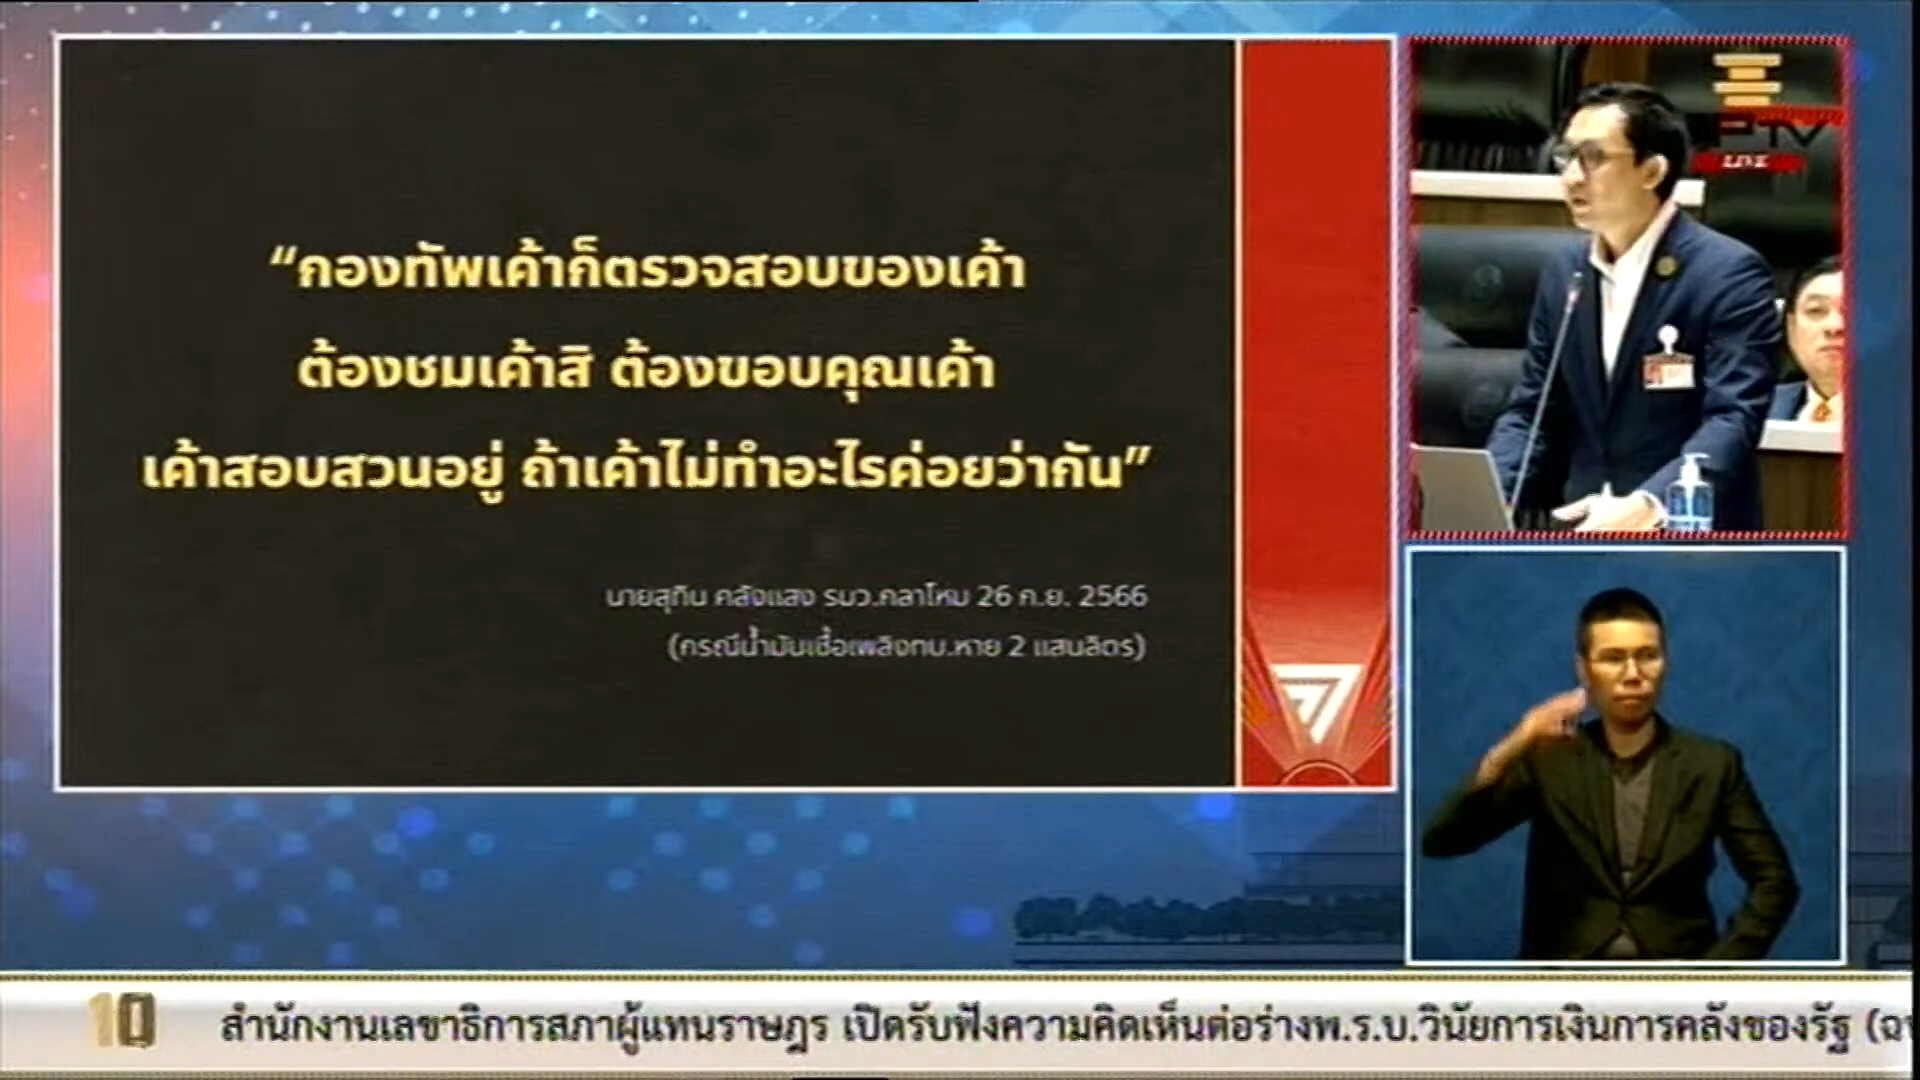 “กองทัพเค้าก็ตรวจสอบของเค้า
ต้องชมเค้าสิ ต้องขอบคุณเค้า
เค้าสอบสวนอยู่ ถ้าเค้าไม่ทำอะไรค่อยว่ากัน”
นายสุทิน คลังแสง รมว.กลาโหม 26 ก.ย. 2566
(กรณีน้ำมันเชื้อเพลิงทบ.หาย 2 แสนลิตร)
PTV
LIVE
10
สำนักงานเลขาธิการสภาผู้แทนราษฎร เปิดรับฟังความคิดเห็นต่อร่างพ.ร.บ.วินัยการเงินการคลังของรัฐ